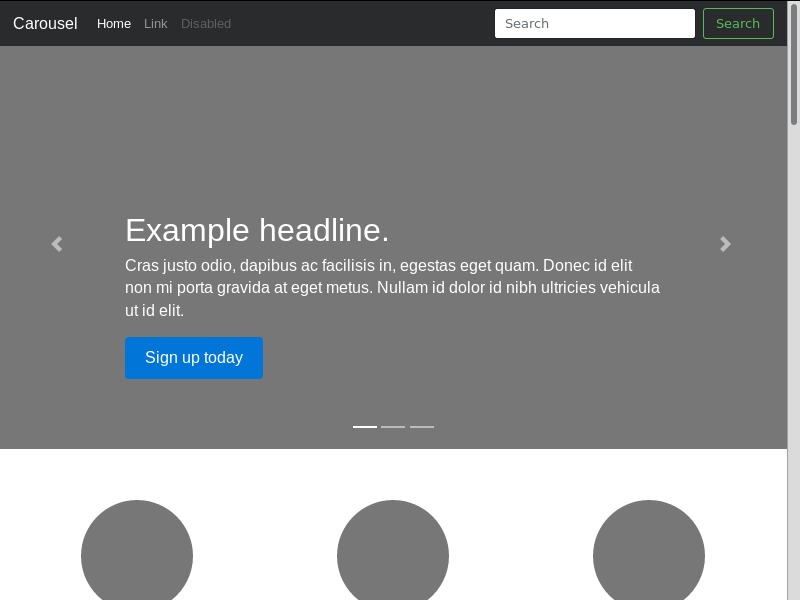 Carousel Home Link Disabled Search Search
Example headline.
Cras justo odio, dapibus ac facilisis in, egestas eget quam. Donec id elit
non mi porta gravida at eget metus. Nullam id dolor id nibh ultricies vehicula
ut id elit.
Sign up today